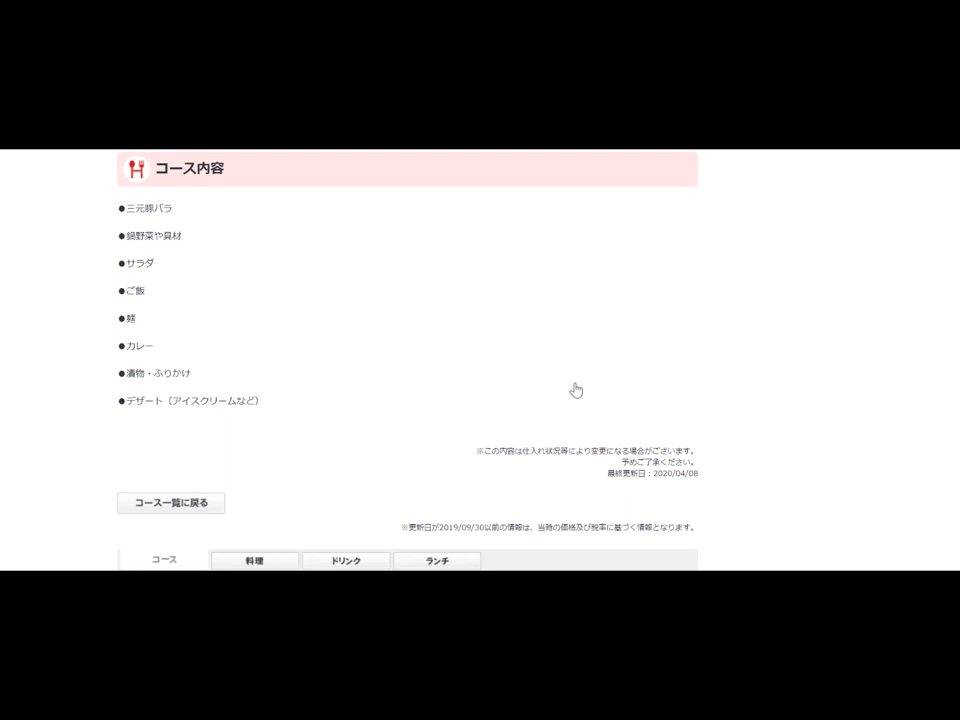 コース内容
●三元豚バラ
●鍋野菜や具材
●サラダ
●ご飯
●麺
●カレー
●漬物・ふりかけ
●デザート（アイスクリームなど）
※この内容は仕入れ状況等により変更になる場合がございます。
予めご了承ください。
最終更新日：2020/04/08
コース一覧に戻る
※更新日が2019/09/30以前の情報は、当時の価格及び税率に基づく情報となります。
コース 料理 ドリンク ランチ